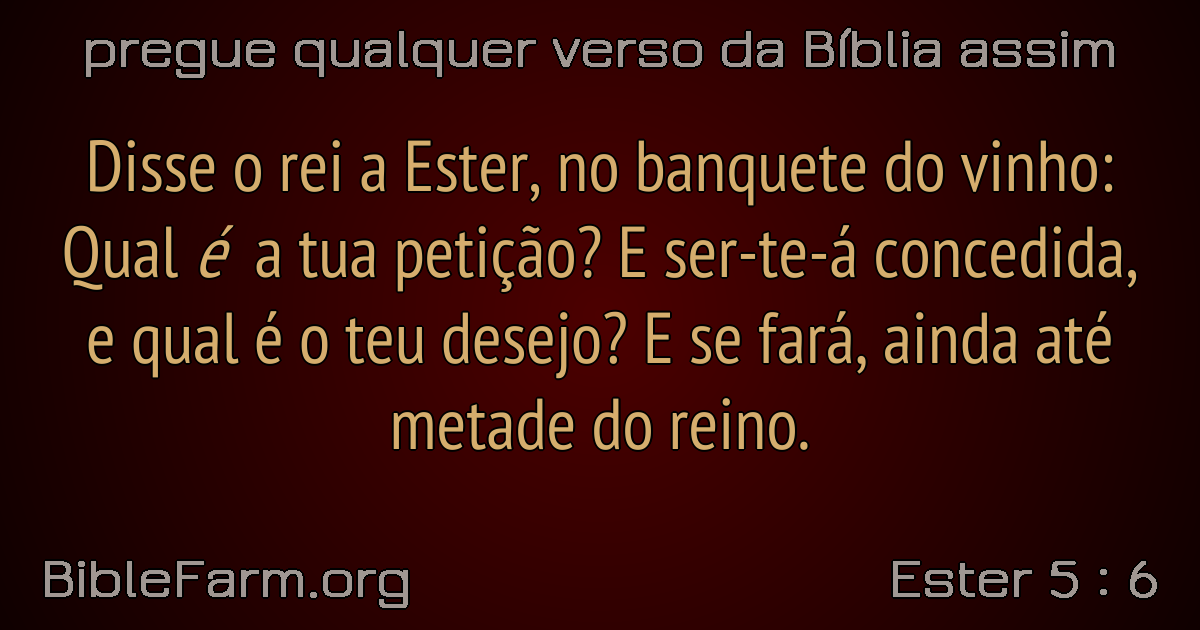 pregue qualquer verso da Bíblia assim
Disse o rei a Ester, no banquete do vinho:
Qual é a tua petição? E ser-te-á concedida,
e qual é o teu desejo? E se fará, ainda até
metade do reino.
BibleFarm.org
Ester 5 : 6